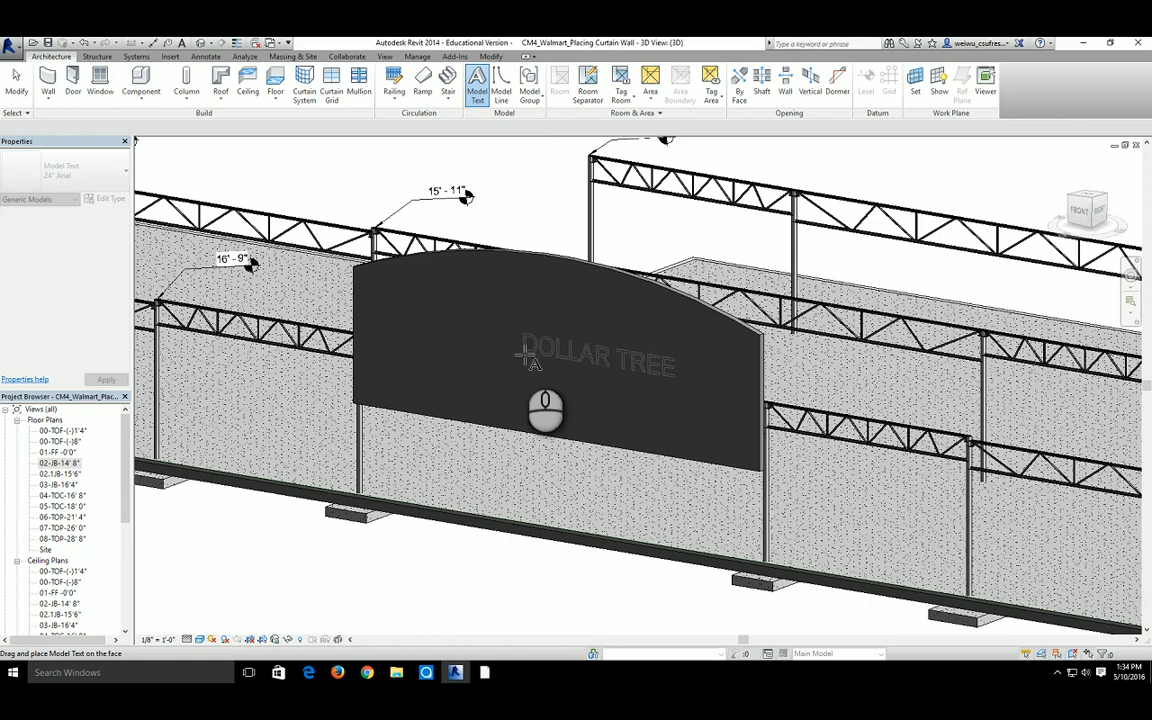 Autodesk Revit 2014 - Educational Version - CM4_Walmart_Placing Curtain Wall - 3D View: {3D}
Type a keyword or phrase
weiwu_csufres...
Architecture Structure Systems Insert Annotate Analyze Massing & Site Collaborate View Manage Add-Ins Modify
Modify Wall Door Window Component Column Roof Ceiling Floor Curtain System Curtain Grid Mullion Railing Ramp Stair Model Text Model Line Model Group Room Room Separator Tag Room Area Area Boundary Tag Area By Face Shaft Wall Vertical Dormer Level Grid Set Show Ref Plane Viewer
Select Build Circulation Model Room & Area Opening Datum Work Plane
Properties
Model Text
24" Arial
Generic Models
Edit Type
Properties help
Apply
Project Browser - CM4_Walmart_Placing Curt...
Views (all)
Floor Plans
00-TOF-(-)1'4"
00-TOF-(-)8"
01-FF -0'0"
02-JB-14' 8"
02.1JB-15'6"
03-JB-16'4"
04-TOC-16' 8"
05-TOC-18' 0"
06-TOP-21' 4"
07-TOP-26' 0"
08-TOP-28' 8"
Site
Ceiling Plans
00-TOF-(-)1'4"
00-TOF-(-)8"
01-FF -0'0"
02-JB-14' 8"
02.1JB-15'6"
03-JB-16'4"
15' - 11"
16' - 9"
DOLLAR TREE
A
0
FRONT
RIGHT
1/8" = 1'-0"
Drag and place Model Text on the face
:0
Main Model
:0
Search Windows
1:34 PM
5/10/2016